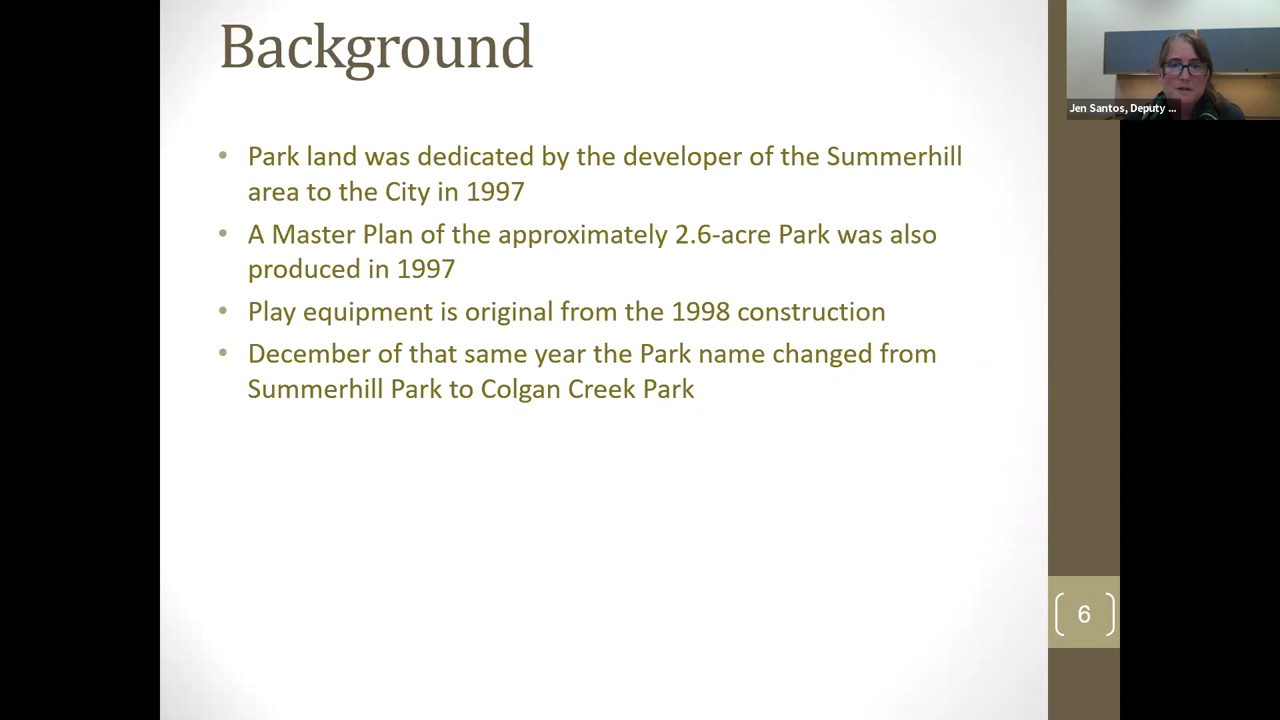 Background
Jen Santos, Deputy ...
• Park land was dedicated by the developer of the Summerhill
area to the City in 1997
• A Master Plan of the approximately 2.6-acre Park was also
produced in 1997
• Play equipment is original from the 1998 construction
• December of that same year the Park name changed from
Summerhill Park to Colgan Creek Park
6